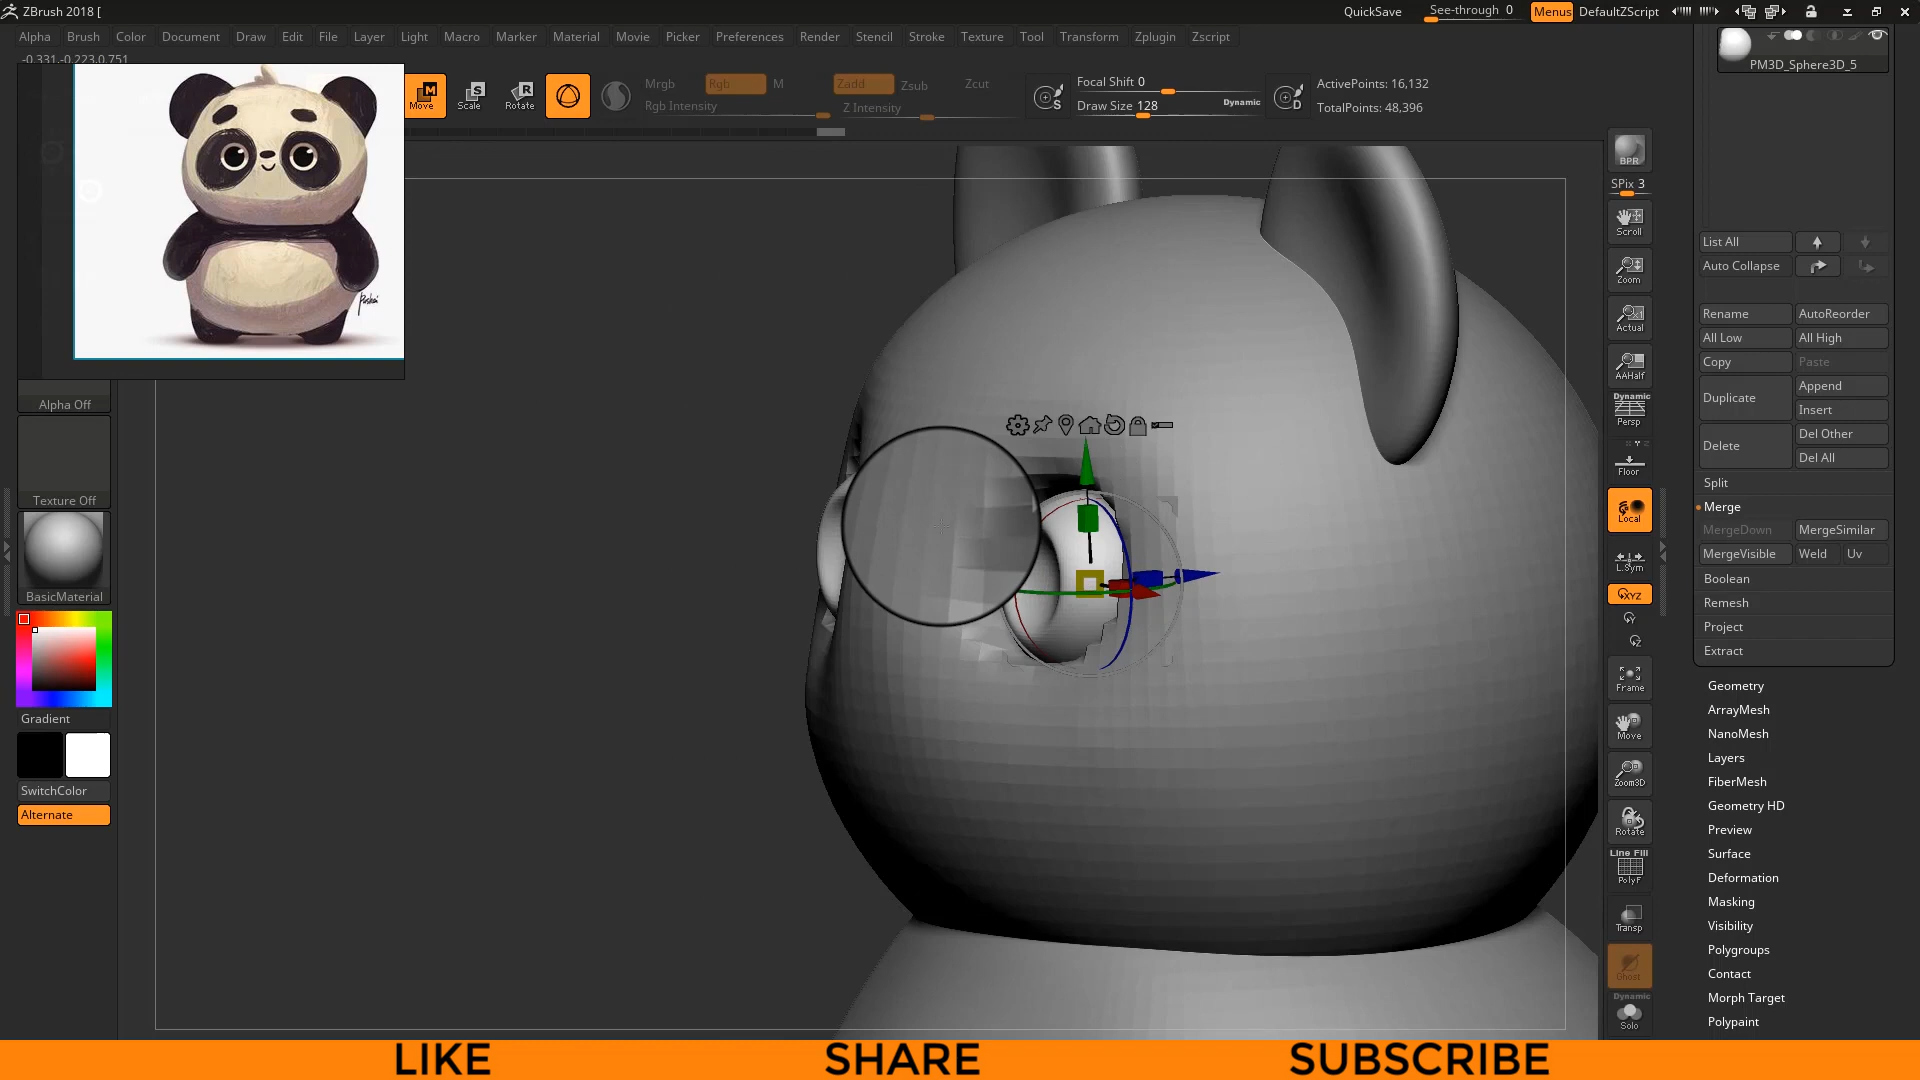 ZBrush 2018 [
QuickSave
See-through 0
Menus
DefaultZScript
Alpha Brush Color Document Draw Edit File Layer Light Macro Marker Material Movie Picker Preferences Render Stencil Stroke Texture Tool Transform Zplugin Zscript
-0.331,-0.223,0.751
Move
Scale
Rotate
Mrgb Rgb M
Rgb Intensity
Zadd Zsub Zcut
Z Intensity
S
Focal Shift 0
Draw Size 128
Dynamic
D
ActivePoints: 16,132
TotalPoints: 48,396
Alpha Off
Texture Off
BasicMaterial
Gradient
SwitchColor
Alternate
BPR
SPix 3
Scroll
Zoom
Actual
AAHalf
Dynamic
Persp
Floor
Local
L.Sym
XYZ
Y
Z
Frame
Move
Zoom3D
Rotate
Line Fill
PolyF
Transp
Ghost
Dynamic
Solo
PM3D_Sphere3D_5
List All
Auto Collapse
Rename AutoReorder
All Low All High
Copy Paste
Duplicate Append
Insert
Delete Del Other
Del All
Split
Merge
MergeDown MergeSimilar
MergeVisible Weld Uv
Boolean
Remesh
Project
Extract
Geometry
ArrayMesh
NanoMesh
Layers
FiberMesh
Geometry HD
Preview
Surface
Deformation
Masking
Visibility
Polygroups
Contact
Morph Target
Polypaint
LIKE SHARE SUBSCRIBE